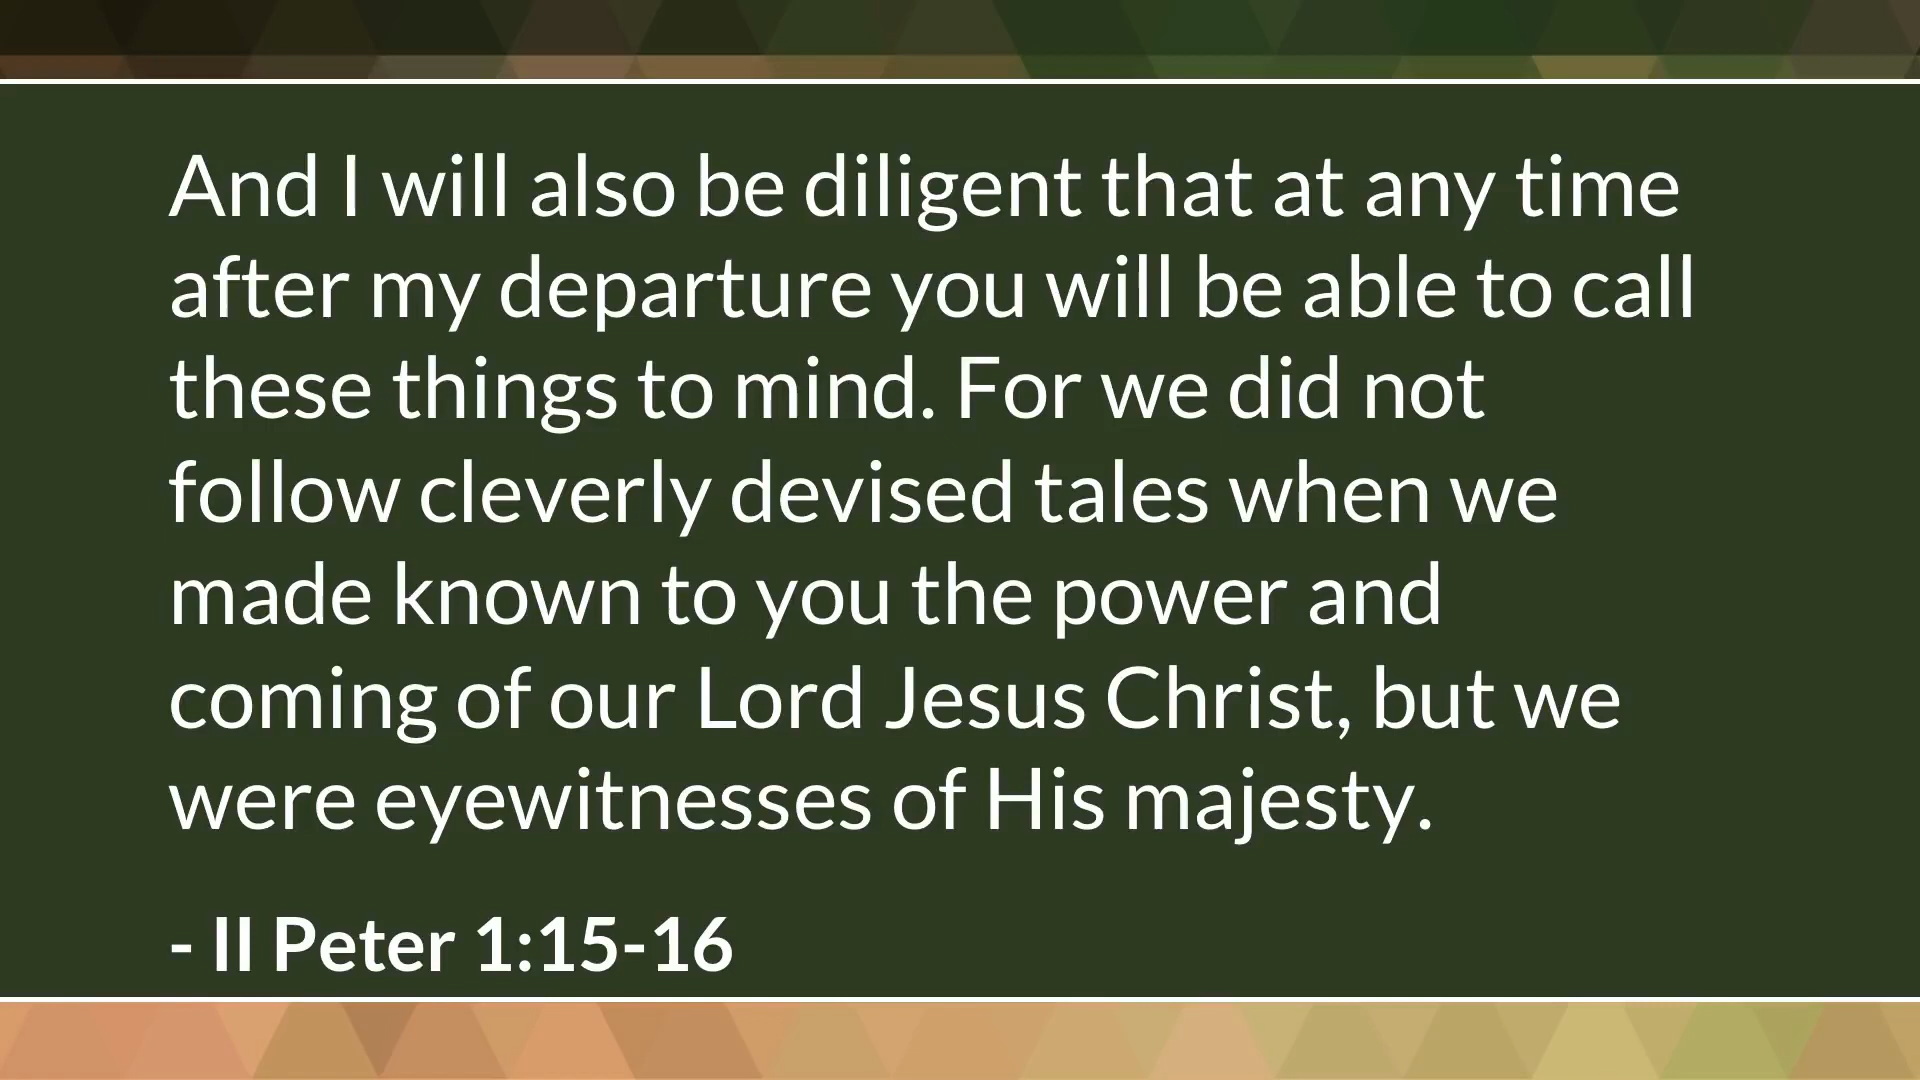 And I will also be diligent that at any time
after my departure you will be able to call
these things to mind. For we did not
follow cleverly devised tales when we
made known to you the power and
coming of our Lord Jesus Christ, but we
were eyewitnesses of His majesty.
- II Peter 1:15-16